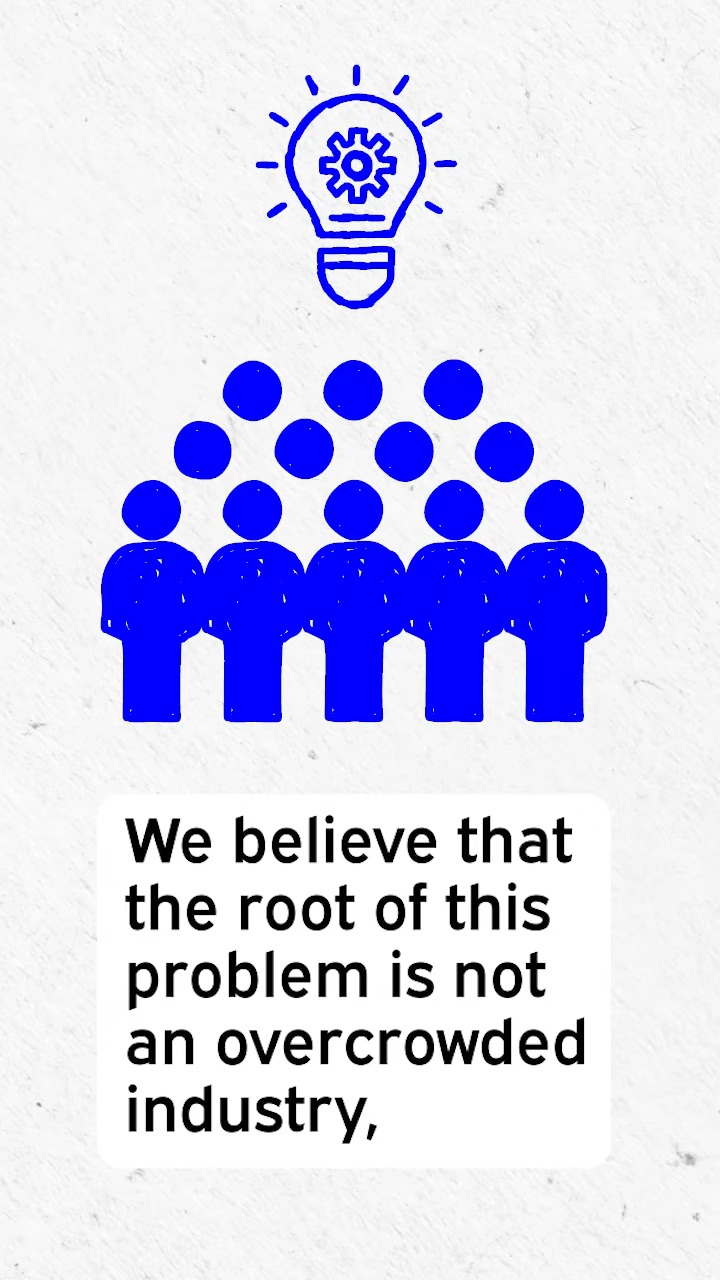 We believe that
the root of this
problem is not
an overcrowded
industry,